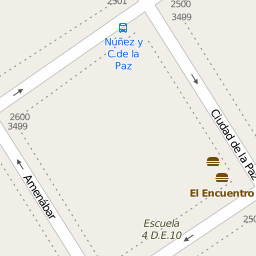 2501
2500
3499
Núñez y
C.de la
Paz
2600
3499
Ciudad de la Paz
Amenábar
El Encuentro
Escuela
4 D.E.10